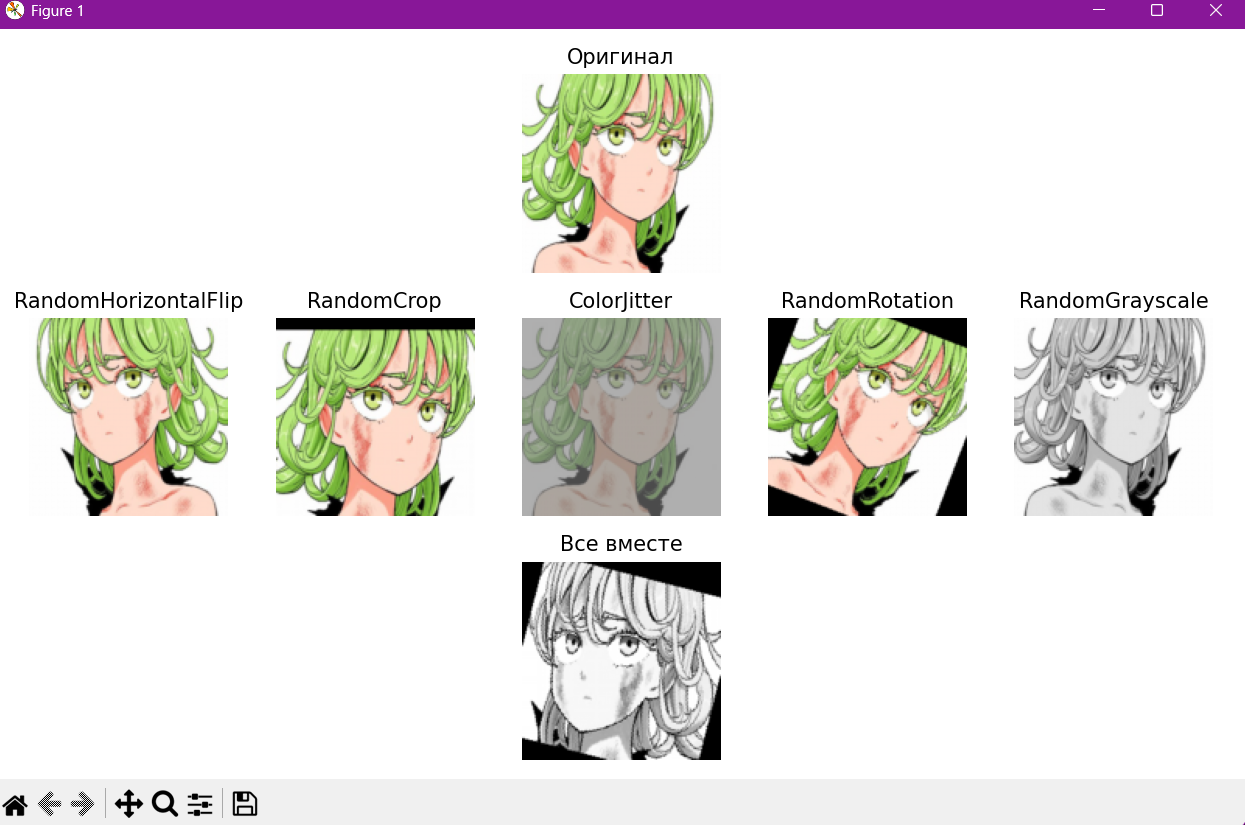 Figure 1
Оригинал
RandomHorizontalFlip
RandomCrop
ColorJitter
RandomRotation
RandomGrayscale
Все вместе